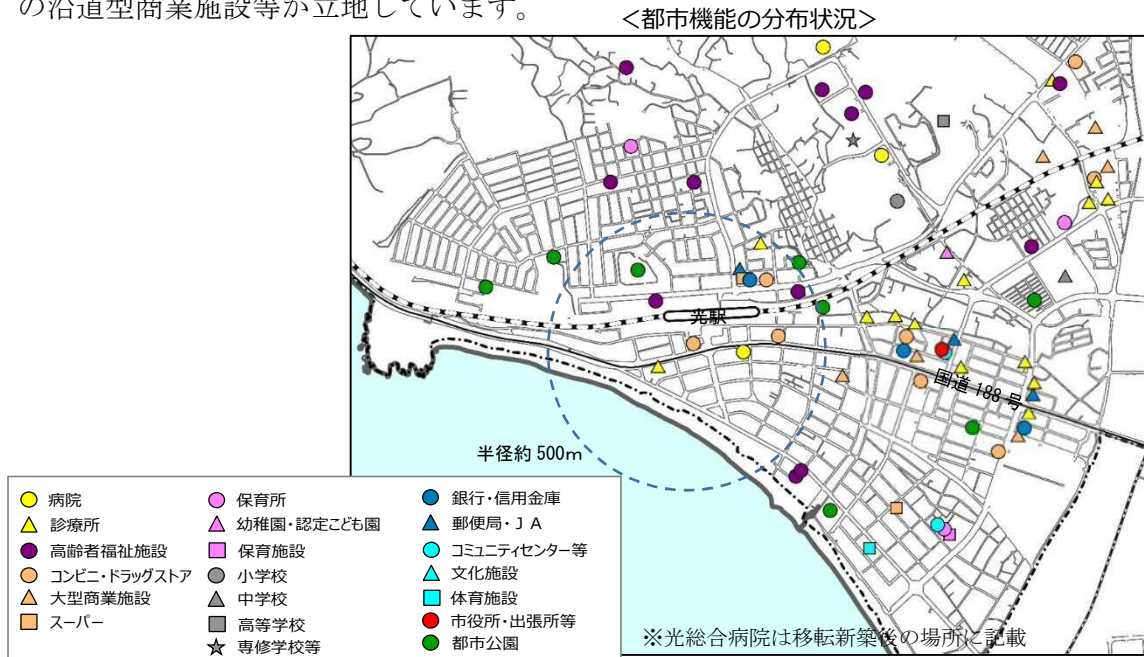 の沿道型商業施設等が立地しています。
＜都市機能の分布状況＞
光駅
国道 188 号
半径約 500m
病院
診療所
高齢者福祉施設
コンビニ・ドラッグストア
大型商業施設
スーパー
保育所
幼稚園・認定こども園
保育施設
小学校
中学校
高等学校
専修学校等
銀行・信用金庫
郵便局・ＪＡ
コミュニティセンター等
文化施設
体育施設
市役所・出張所等
都市公園
※光総合病院は移転新築後の場所に記載